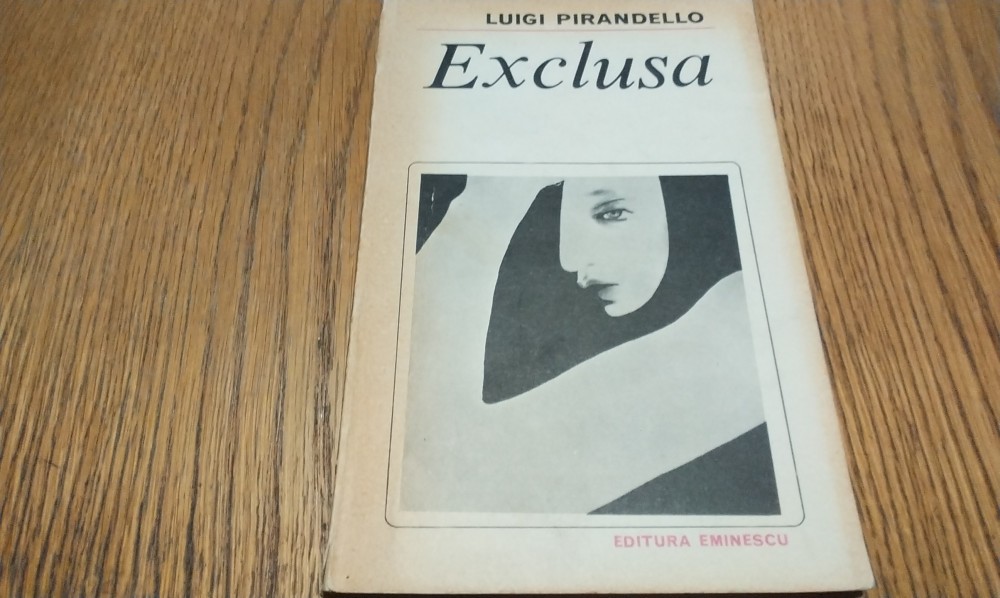 LUIGI PIRANDELLO
Exclusa
EDITURA EMINESCU